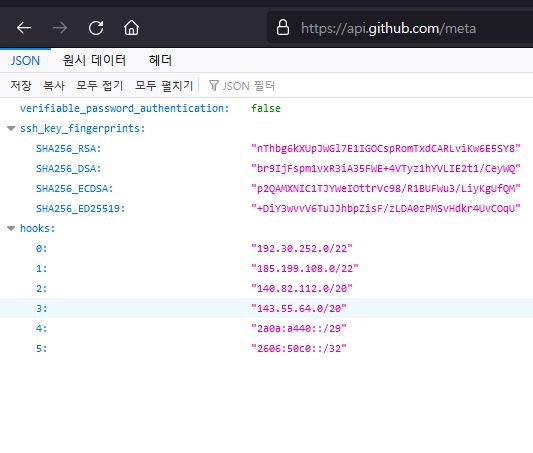 https://api.github.com/meta
JSON 원시 데이터 헤더
저장 복사 모두 접기 모두 펼치기 JSON 필터
verifiable_password_authentication: false
ssh_key_fingerprints:
SHA256_RSA: "nThbg6kXUpJWGl7E1IGOCspRomTxdCARLviKw6E5SY8"
SHA256_DSA: "br9IjFspm1vxR3iA35FWE+4VTyz1hYVLIE2t1/CeyWQ"
SHA256_ECDSA: "p2QAMXNIC1TJYWeIOttrVc98/R1BUFWu3/LiyKgUfQM"
SHA256_ED25519: "+DiY3wvvV6TuJJhbpZisF/zLDA0zPMSvHdkr4UvCOqU"
hooks:
0: "192.30.252.0/22"
1: "185.199.108.0/22"
2: "140.82.112.0/20"
3: "143.55.64.0/20"
4: "2a0a:a440::/29"
5: "2606:50c0::/32"